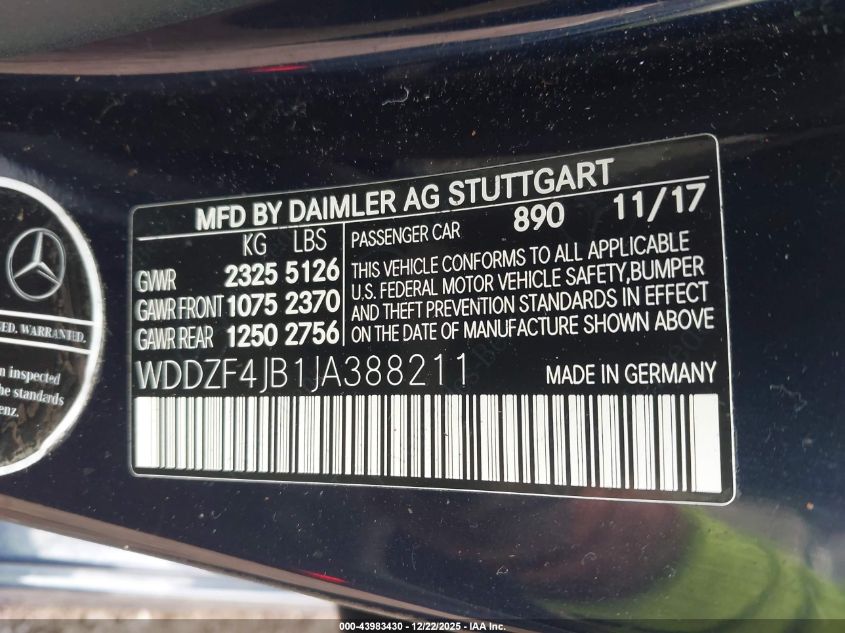 MFD BY DAIMLER AG STUTTGART
KG LBS
GVWR 2325 5126
GAWR FRONT 1075 2370
GAWR REAR 1250 2756
PASSENGER CAR 890 11/17
THIS VEHICLE CONFORMS TO ALL APPLICABLE
U.S. FEDERAL MOTOR VEHICLE SAFETY,BUMPER
AND THEFT PREVENTION STANDARDS IN EFFECT
ON THE DATE OF MANUFACTURE SHOWN ABOVE
WDDZF4JB1JA388211 MADE IN GERMANY
WARRANTED.
inspected
the standards
000-43983430 - 12/22/2025 - IAA Inc.